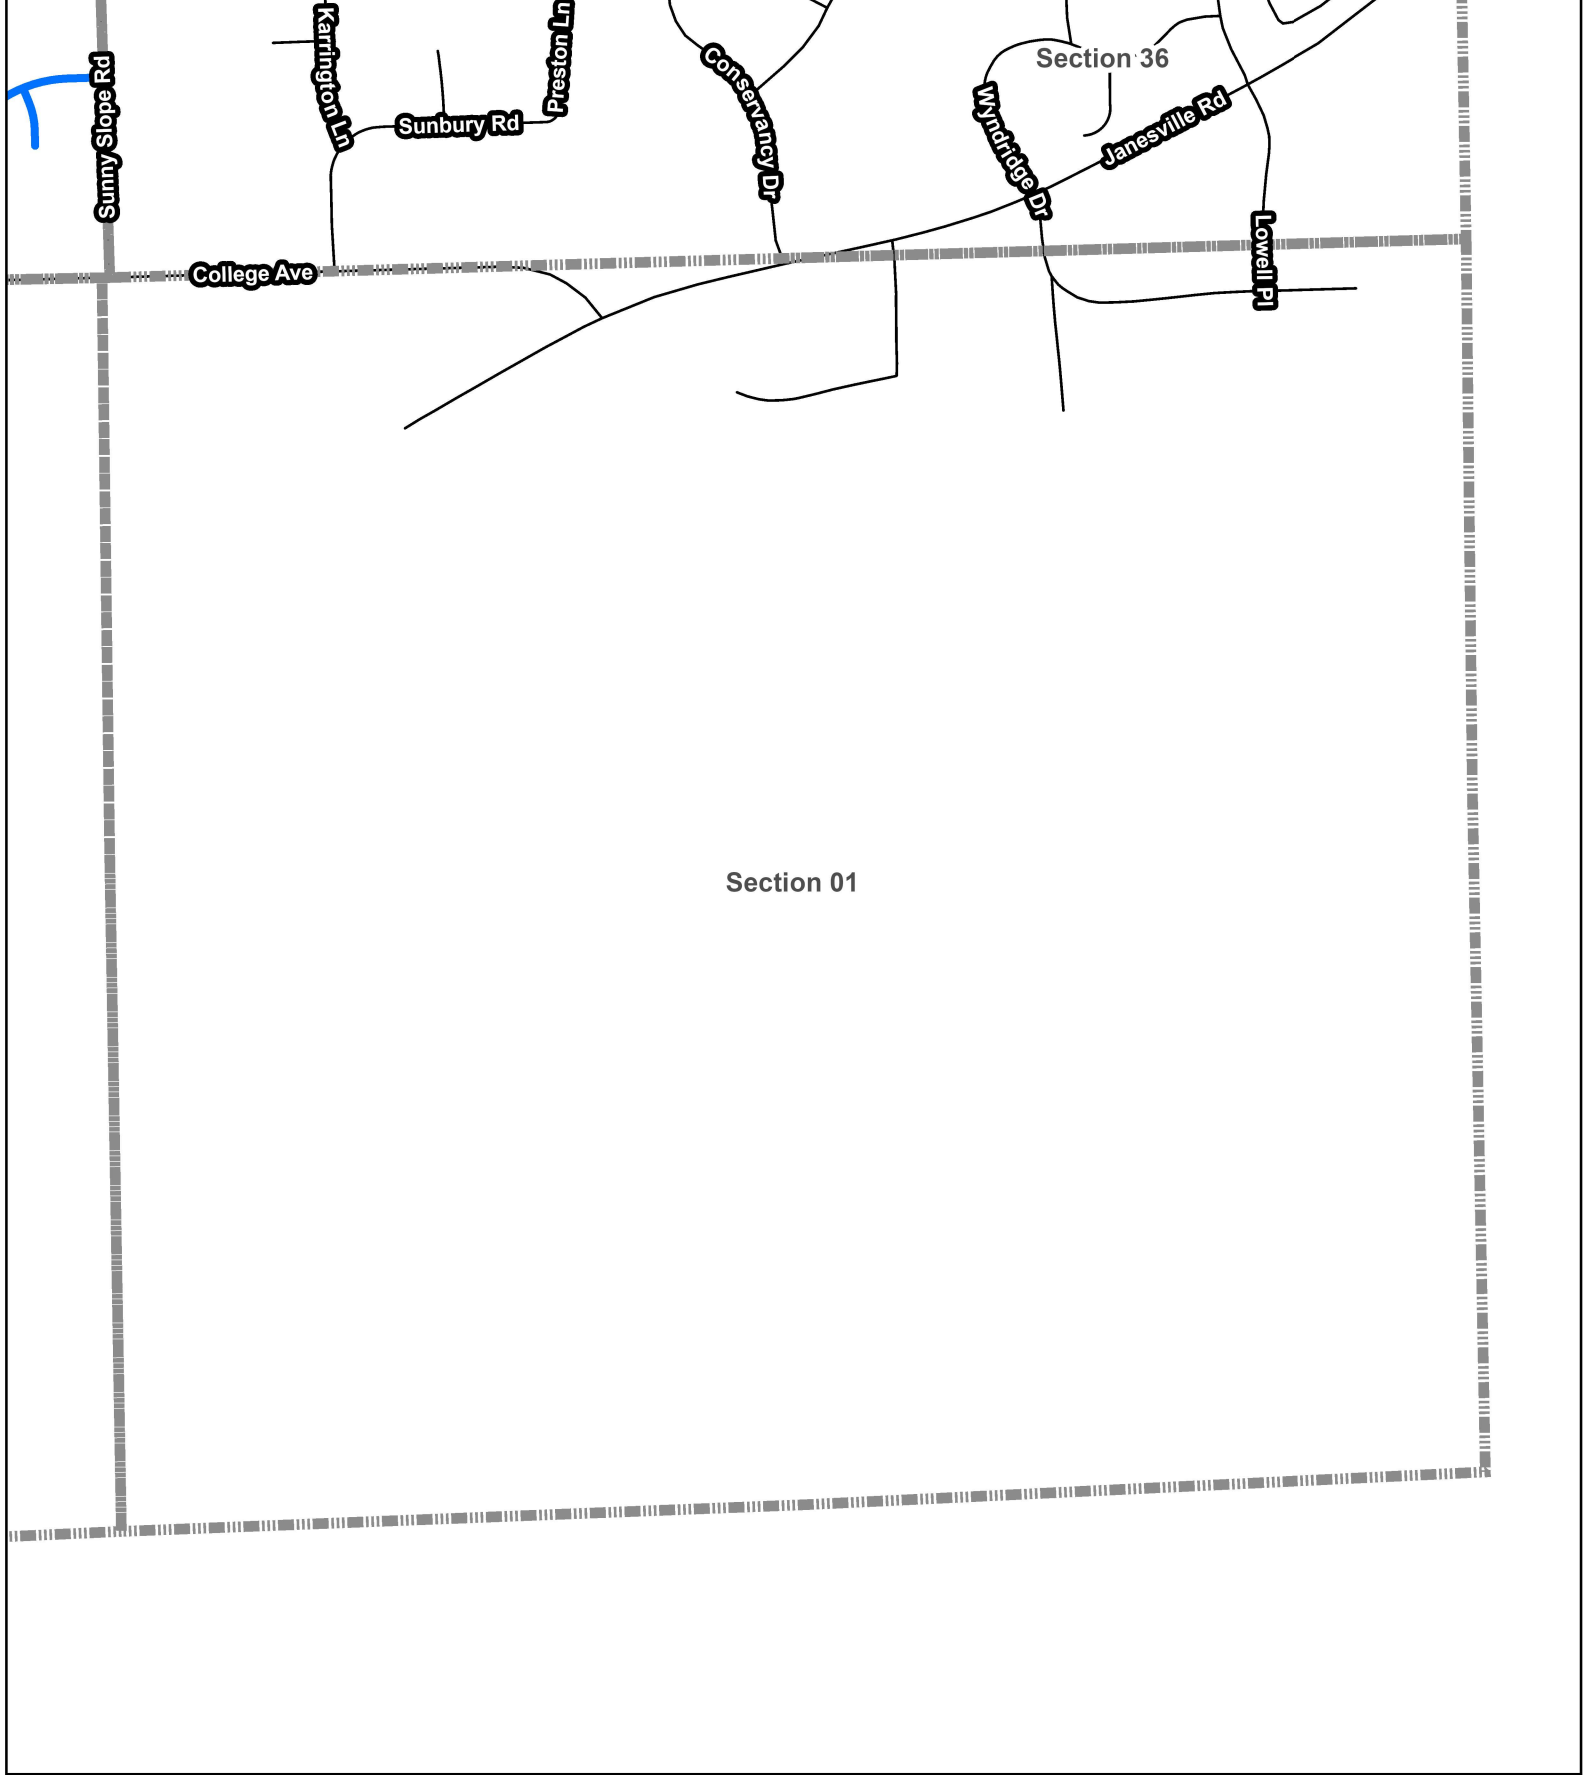 Karrington Ln
Preston Ln
Sunny Slope Rd
Conservancy Dr
Section 36
Sunbury Rd
Wyndridge Dr
Janesville Rd
Lowell Pl
College Ave
Section 01